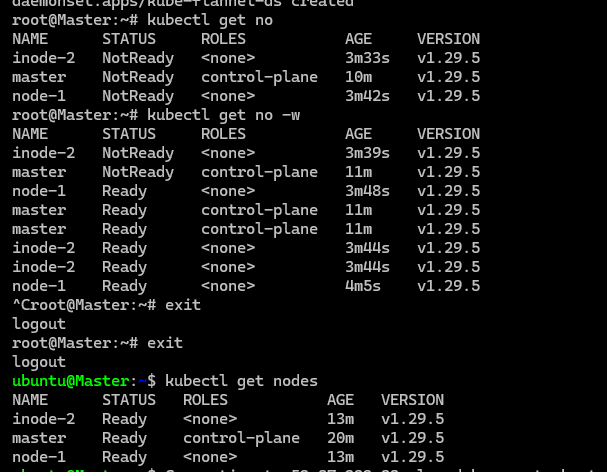 daemonset.apps/kube-flannel-ds created
root@Master:~# kubectl get no
NAME      STATUS     ROLES           AGE     VERSION
inode-2   NotReady   <none>          3m33s   v1.29.5
master    NotReady   control-plane   10m     v1.29.5
node-1    NotReady   <none>          3m42s   v1.29.5
root@Master:~# kubectl get no -w
NAME      STATUS     ROLES           AGE     VERSION
inode-2   NotReady   <none>          3m39s   v1.29.5
master    NotReady   control-plane   11m     v1.29.5
node-1    Ready      <none>          3m48s   v1.29.5
master    Ready      control-plane   11m     v1.29.5
master    Ready      control-plane   11m     v1.29.5
inode-2   Ready      <none>          3m44s   v1.29.5
inode-2   Ready      <none>          3m44s   v1.29.5
node-1    Ready      <none>          4m5s    v1.29.5
^Croot@Master:~# exit
logout
root@Master:~# exit
logout
ubuntu@Master:~$ kubectl get nodes
NAME      STATUS   ROLES           AGE   VERSION
inode-2   Ready    <none>          13m   v1.29.5
master    Ready    control-plane   20m   v1.29.5
node-1    Ready    <none>          13m   v1.29.5